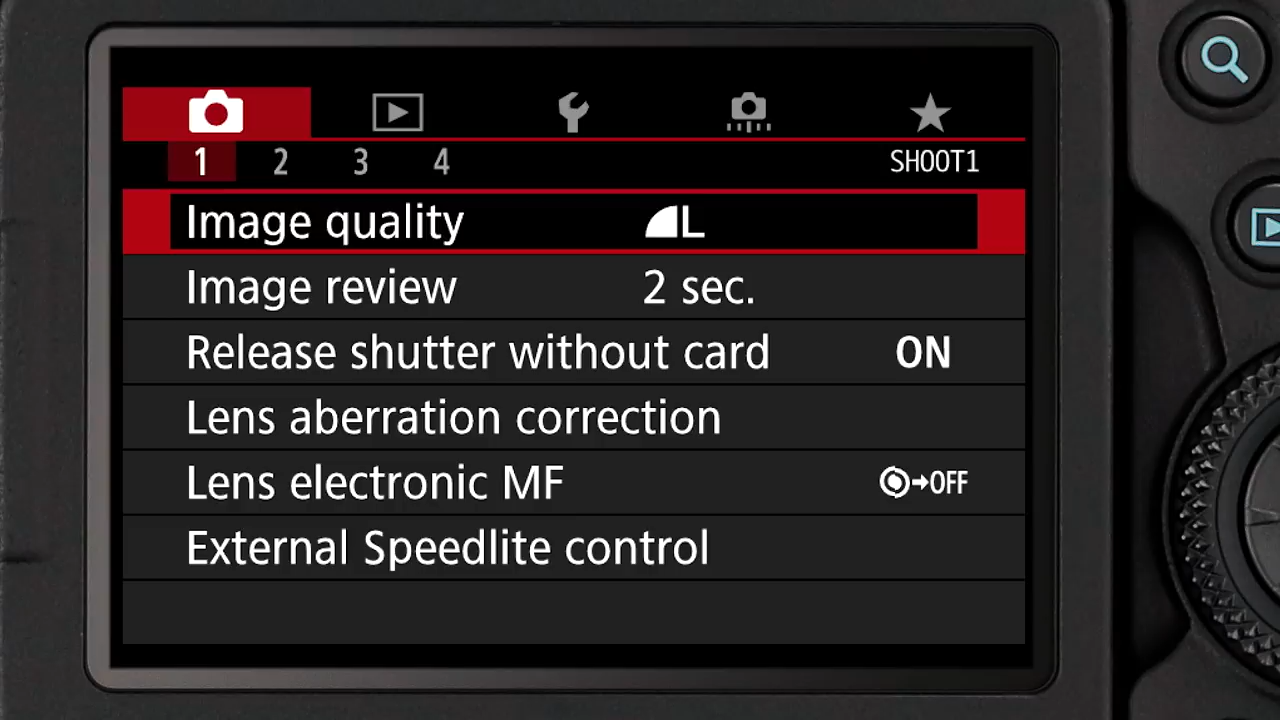 1 2 3 4 SHOOT1
Image quality L
Image review 2 sec.
Release shutter without card ON
Lens aberration correction
Lens electronic MF OFF
External Speedlite control